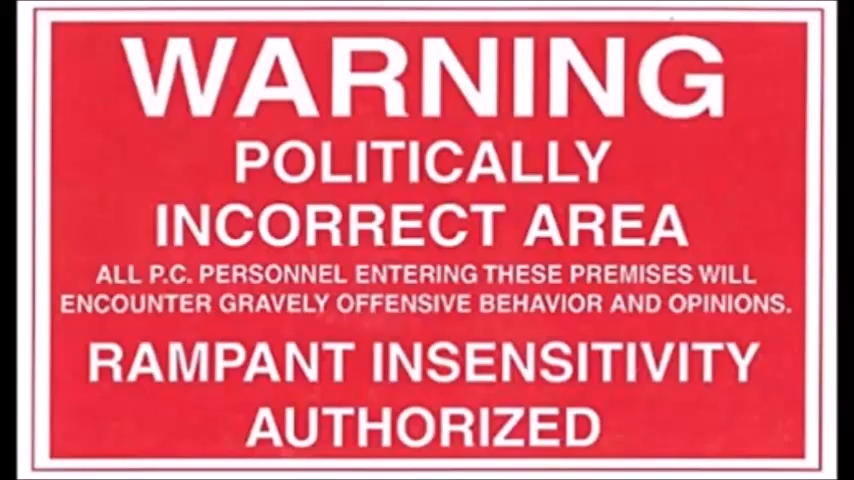 WARNING
POLITICALLY
INCORRECT AREA
ALL P.C. PERSONNEL ENTERING THESE PREMISES WILL
ENCOUNTER GRAVELY OFFENSIVE BEHAVIOR AND OPINIONS.
RAMPANT INSENSITIVITY
AUTHORIZED